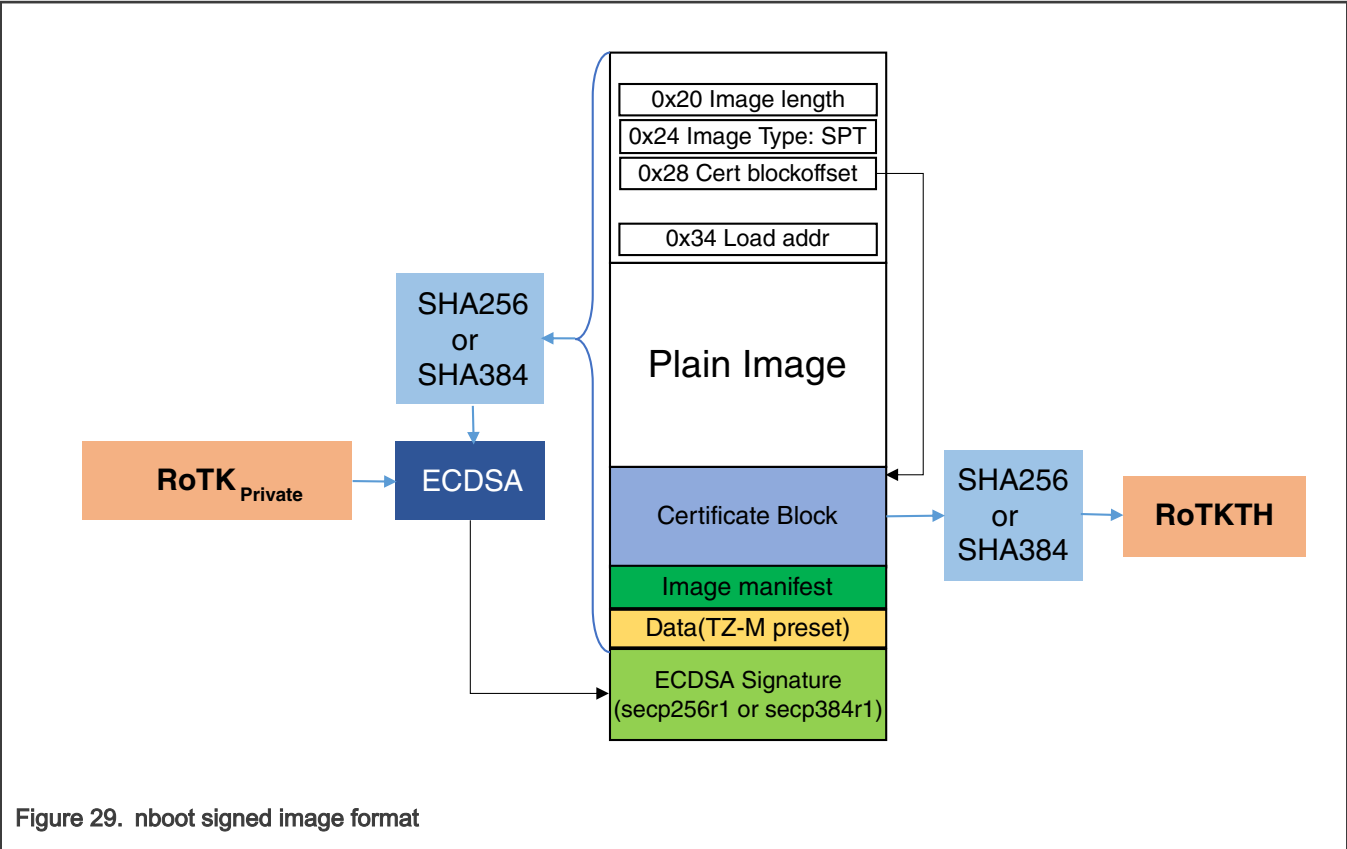 0x20 Image length
0x24 Image Type: SPT
0x28 Cert blockoffset
0x34 Load addr
SHA256
or
SHA384
Plain Image
RoTK Private
ECDSA
Certificate Block
SHA256
or
SHA384
RoTKTH
Image manifest
Data(TZ-M preset)
ECDSA Signature
(secp256r1 or secp384r1)
Figure 29. nboot signed image format